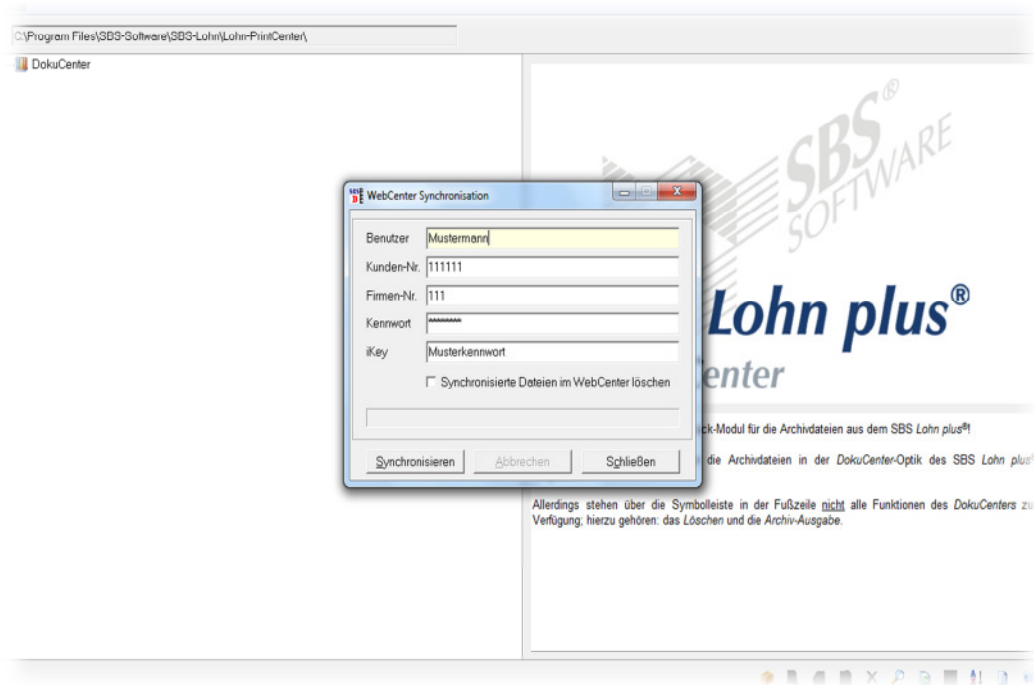 C:\Program Files\SBS-Software\SBS-Lohn\Lohn-PrintCenter\
DokuCenter
SBS®
SOFTWARE
WebCenter Synchronisation
Benutzer Mustermann
Kunden-Nr. 111111
Firmen-Nr. 111
Kennwort ********
iKey Musterkennwort
Synchronisierte Dateien im WebCenter löschen
Synchronisieren Abbrechen Schließen
Lohn plus®
enter
ck-Modul für die Archivdateien aus dem SBS Lohn plus®!
die Archivdateien in der DokuCenter-Optik des SBS Lohn plus®
Allerdings stehen über die Symbolleiste in der Fußzeile nicht alle Funktionen des DokuCenters zu
Verfügung; hierzu gehören: das Löschen und die Archiv-Ausgabe.